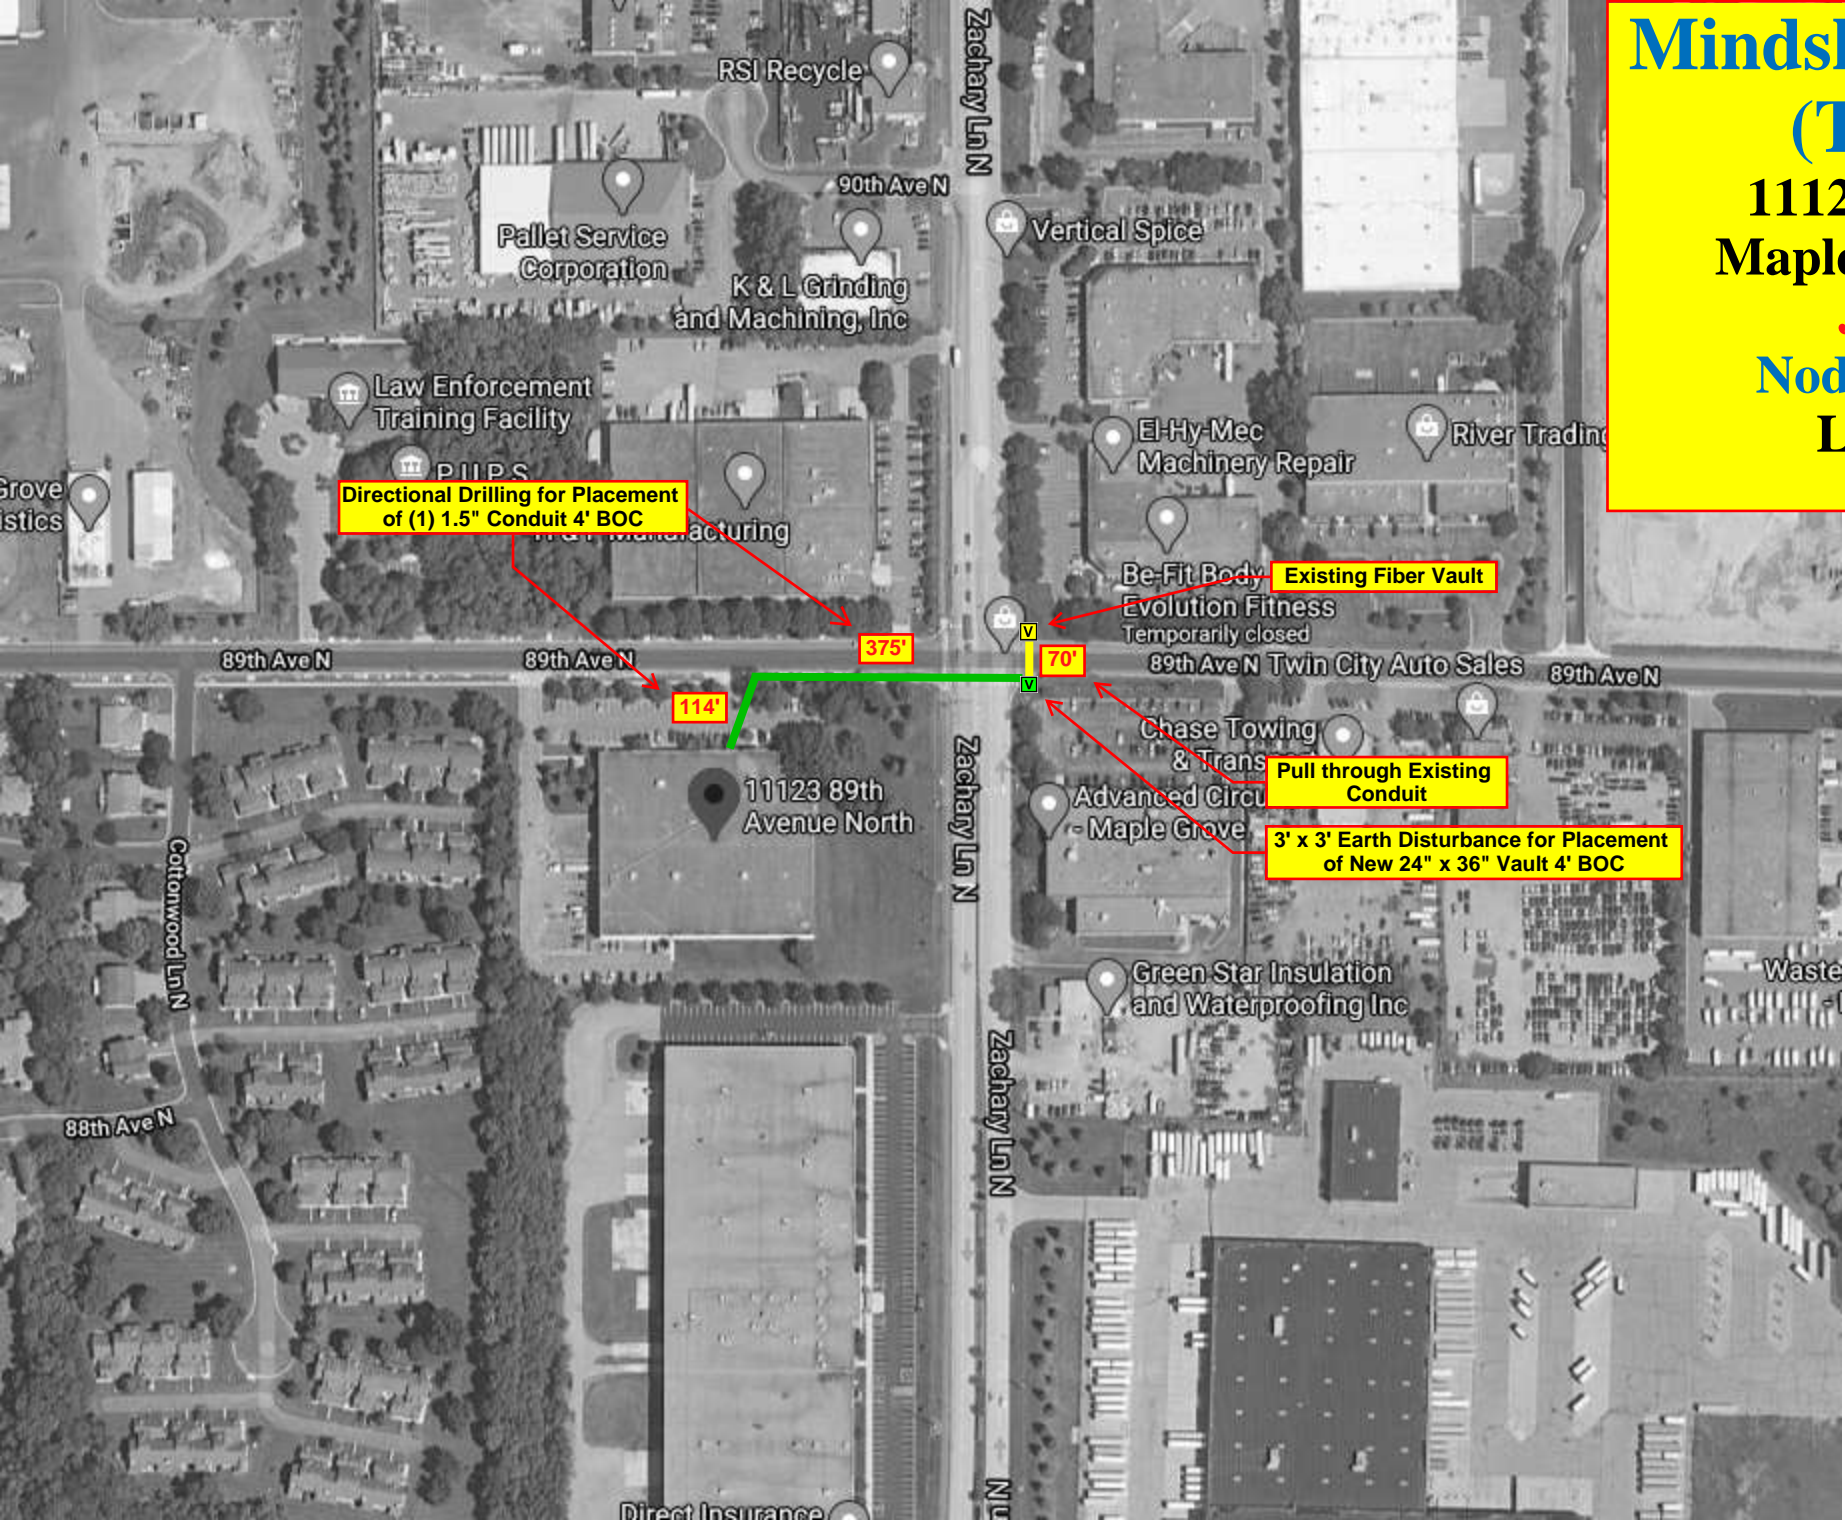 Zachary Ln N
RSI Recycle
90th Ave N
Pallet Service
Corporation
Vertical Spice
K & L Grinding
and Machining, Inc
Mindsh
(T
1112
Maple
Nod
L
Law Enforcement
Training Facility
P.U.P.S
El-Hy-Mec
Machinery Repair
River Trading
Grove
istics
Directional Drilling for Placement
of (1) 1.5" Conduit 4' BOC
acturing
Be-Fit Body
Evolution Fitness
Temporarily closed
Existing Fiber Vault
V
375'
70'
V
114'
89th Ave N
89th Ave N
89th Ave N
Twin City Auto Sales
89th Ave N
Chase Towing
& Trans
Pull through Existing
Conduit
11123 89th
Avenue North
Advanced Circu
- Maple Grove
3' x 3' Earth Disturbance for Placement
of New 24" x 36" Vault 4' BOC
Zachary Ln N
Cottonwood Ln N
Green Star Insulation
and Waterproofing Inc
Waste
Zachary Ln N
88th Ave N
Direct Insurance